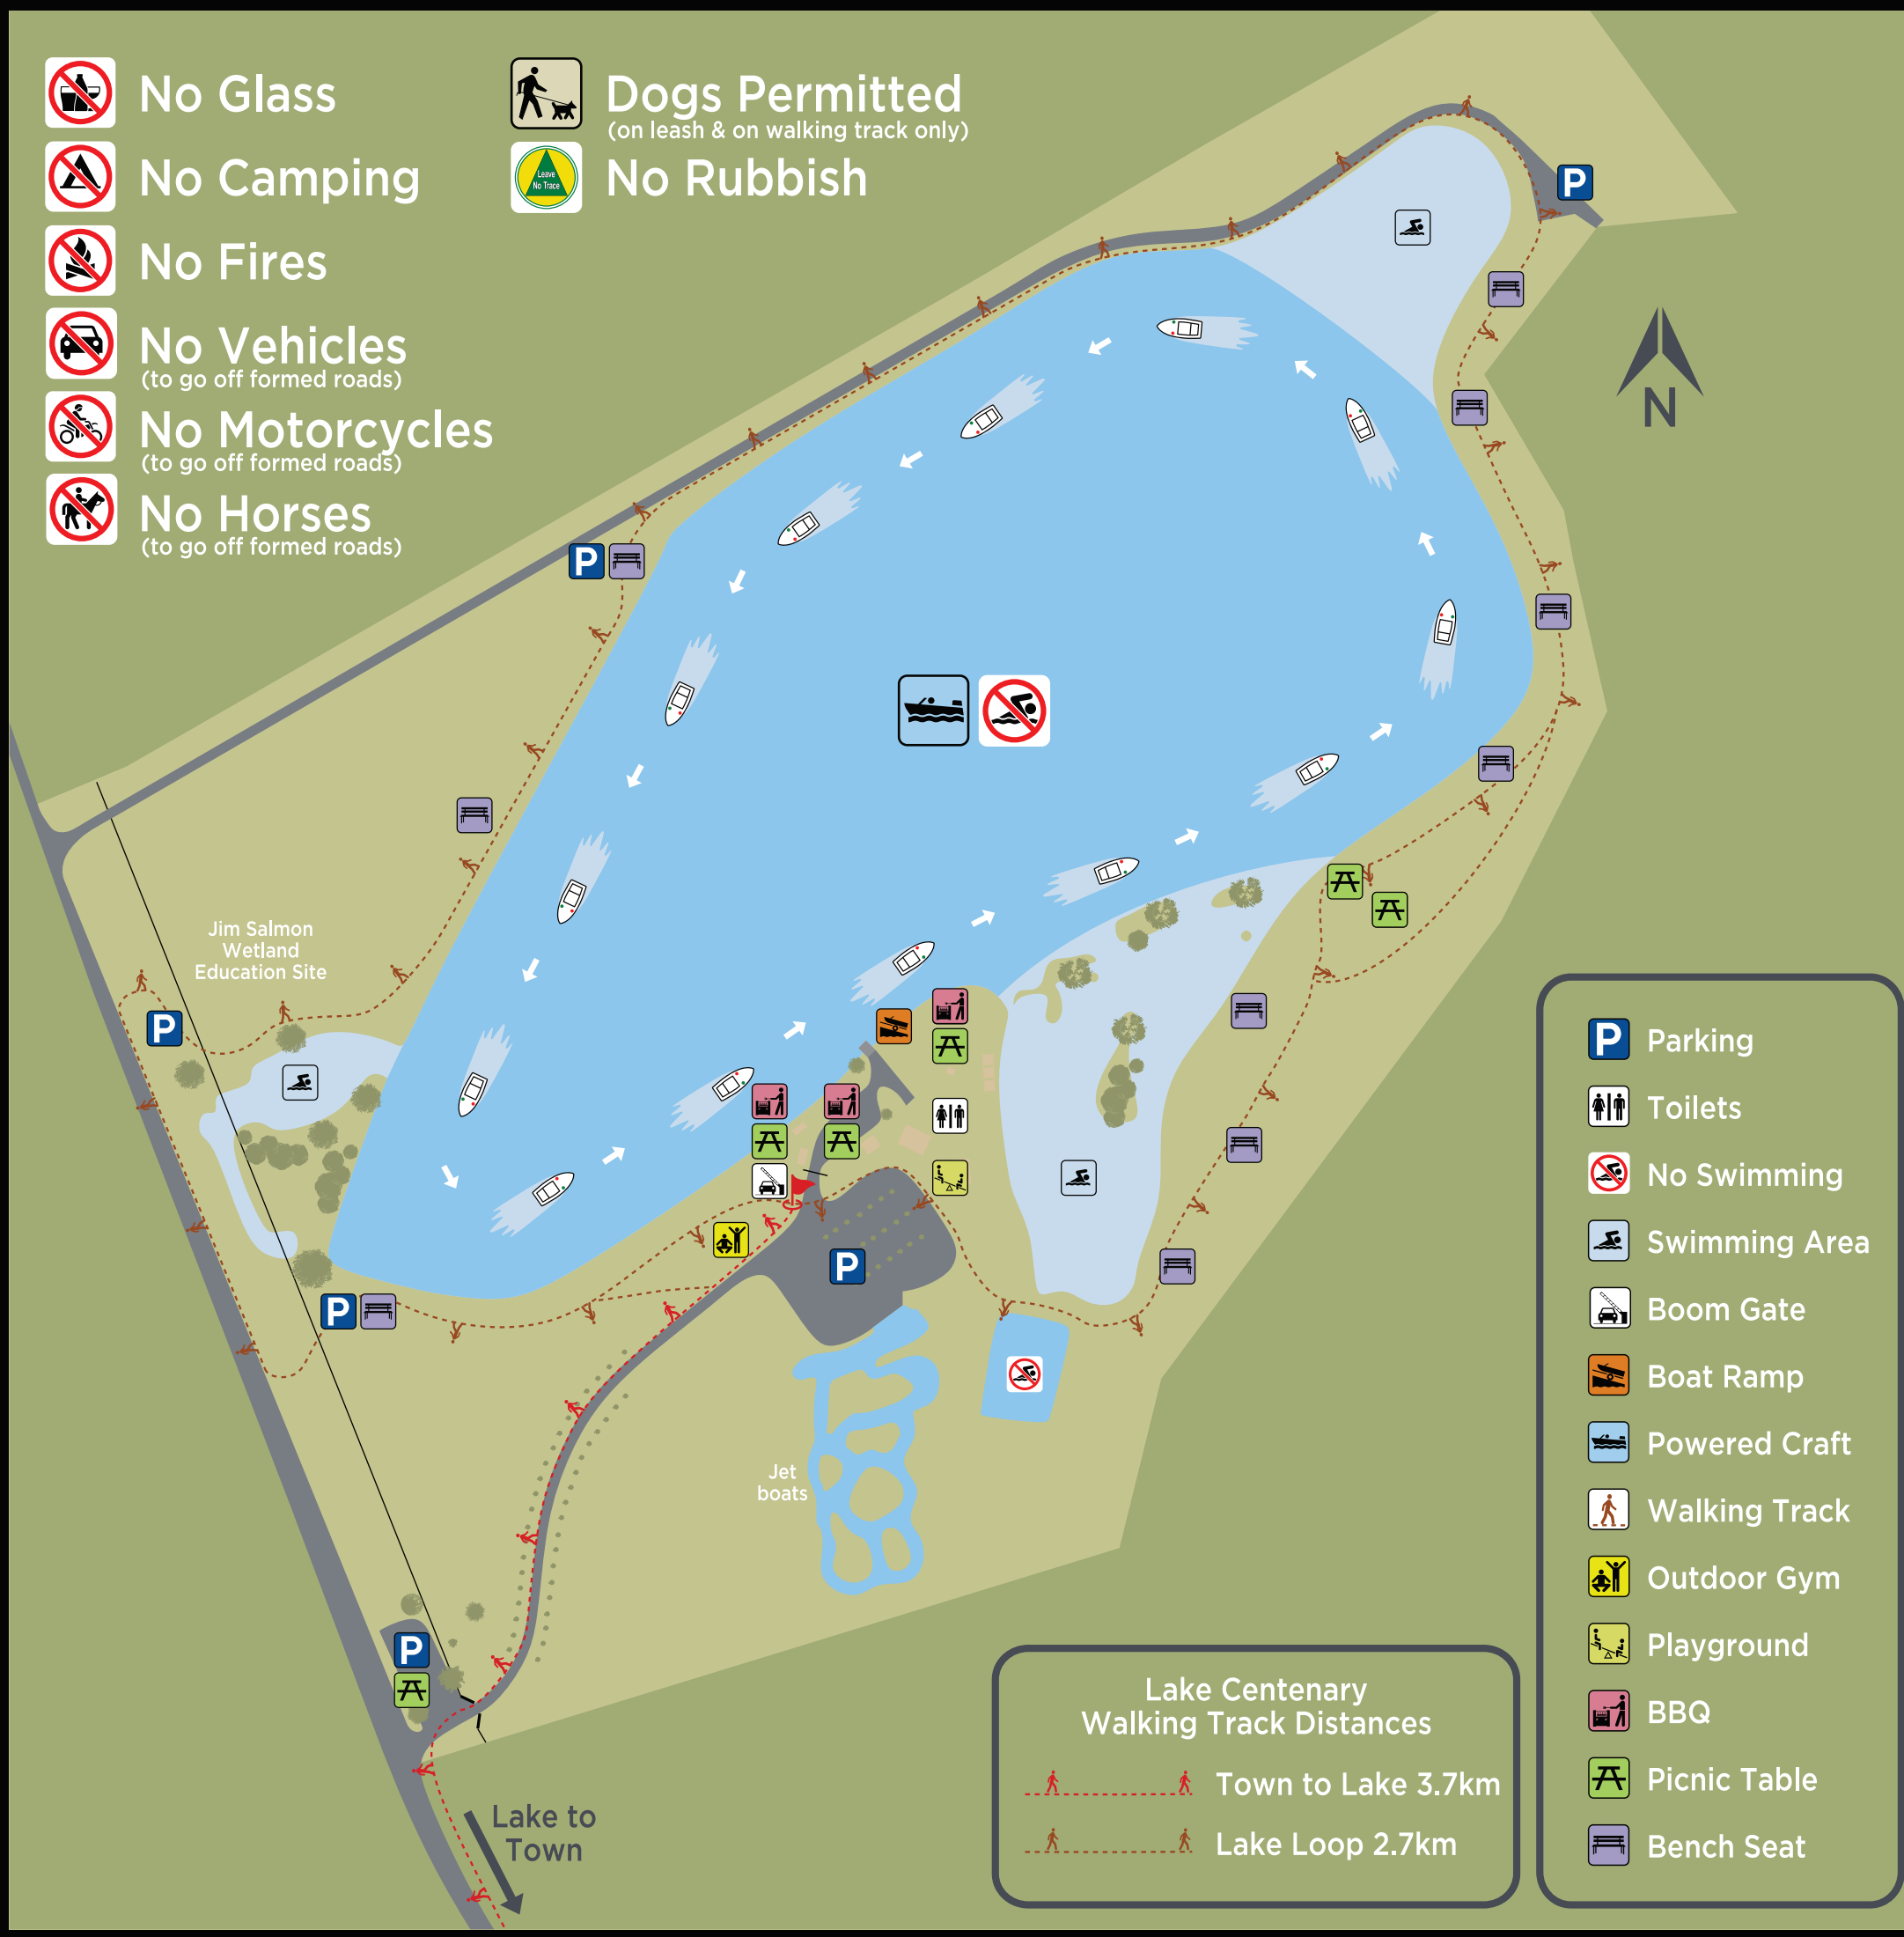 No Glass
No Camping
No Fires
No Vehicles
(to go off formed roads)
No Motorcycles
(to go off formed roads)
No Horses
(to go off formed roads)
Dogs Permitted
(on leash & on walking track only)
Leave
No Trace
No Rubbish
P
N
P
Jim Salmon
Wetland
Education Site
P
P
P
Jet
boats
P
Lake to
Town
Lake Centenary
Walking Track Distances
Town to Lake 3.7km
Lake Loop 2.7km
P Parking
Toilets
No Swimming
Swimming Area
Boom Gate
Boat Ramp
Powered Craft
Walking Track
Outdoor Gym
Playground
BBQ
Picnic Table
Bench Seat